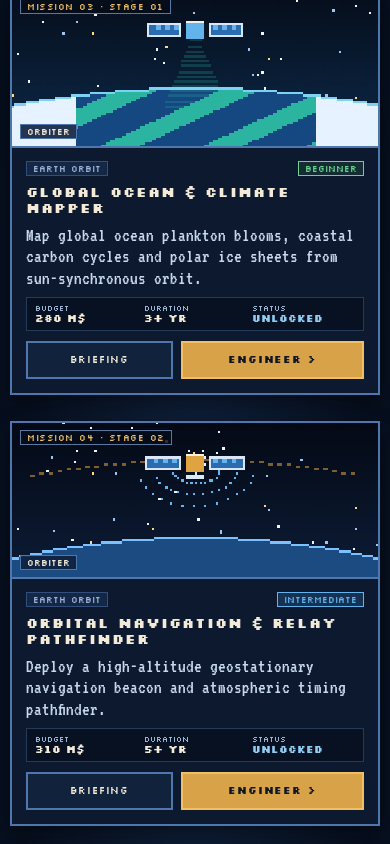 MISSION 03 · STAGE 01
ORBITER
EARTH ORBIT
BEGINNER
GLOBAL OCEAN & CLIMATE
MAPPER
Map global ocean plankton blooms, coastal
carbon cycles and polar ice sheets from
sun-synchronous orbit.
BUDGET DURATION STATUS
280 M$ 3+ YR UNLOCKED
BRIEFING ENGINEER >
MISSION 04 · STAGE 02
ORBITER
EARTH ORBIT
INTERMEDIATE
ORBITAL NAVIGATION & RELAY
PATHFINDER
Deploy a high-altitude geostationary
navigation beacon and atmospheric timing
pathfinder.
BUDGET DURATION STATUS
310 M$ 5+ YR UNLOCKED
BRIEFING ENGINEER >